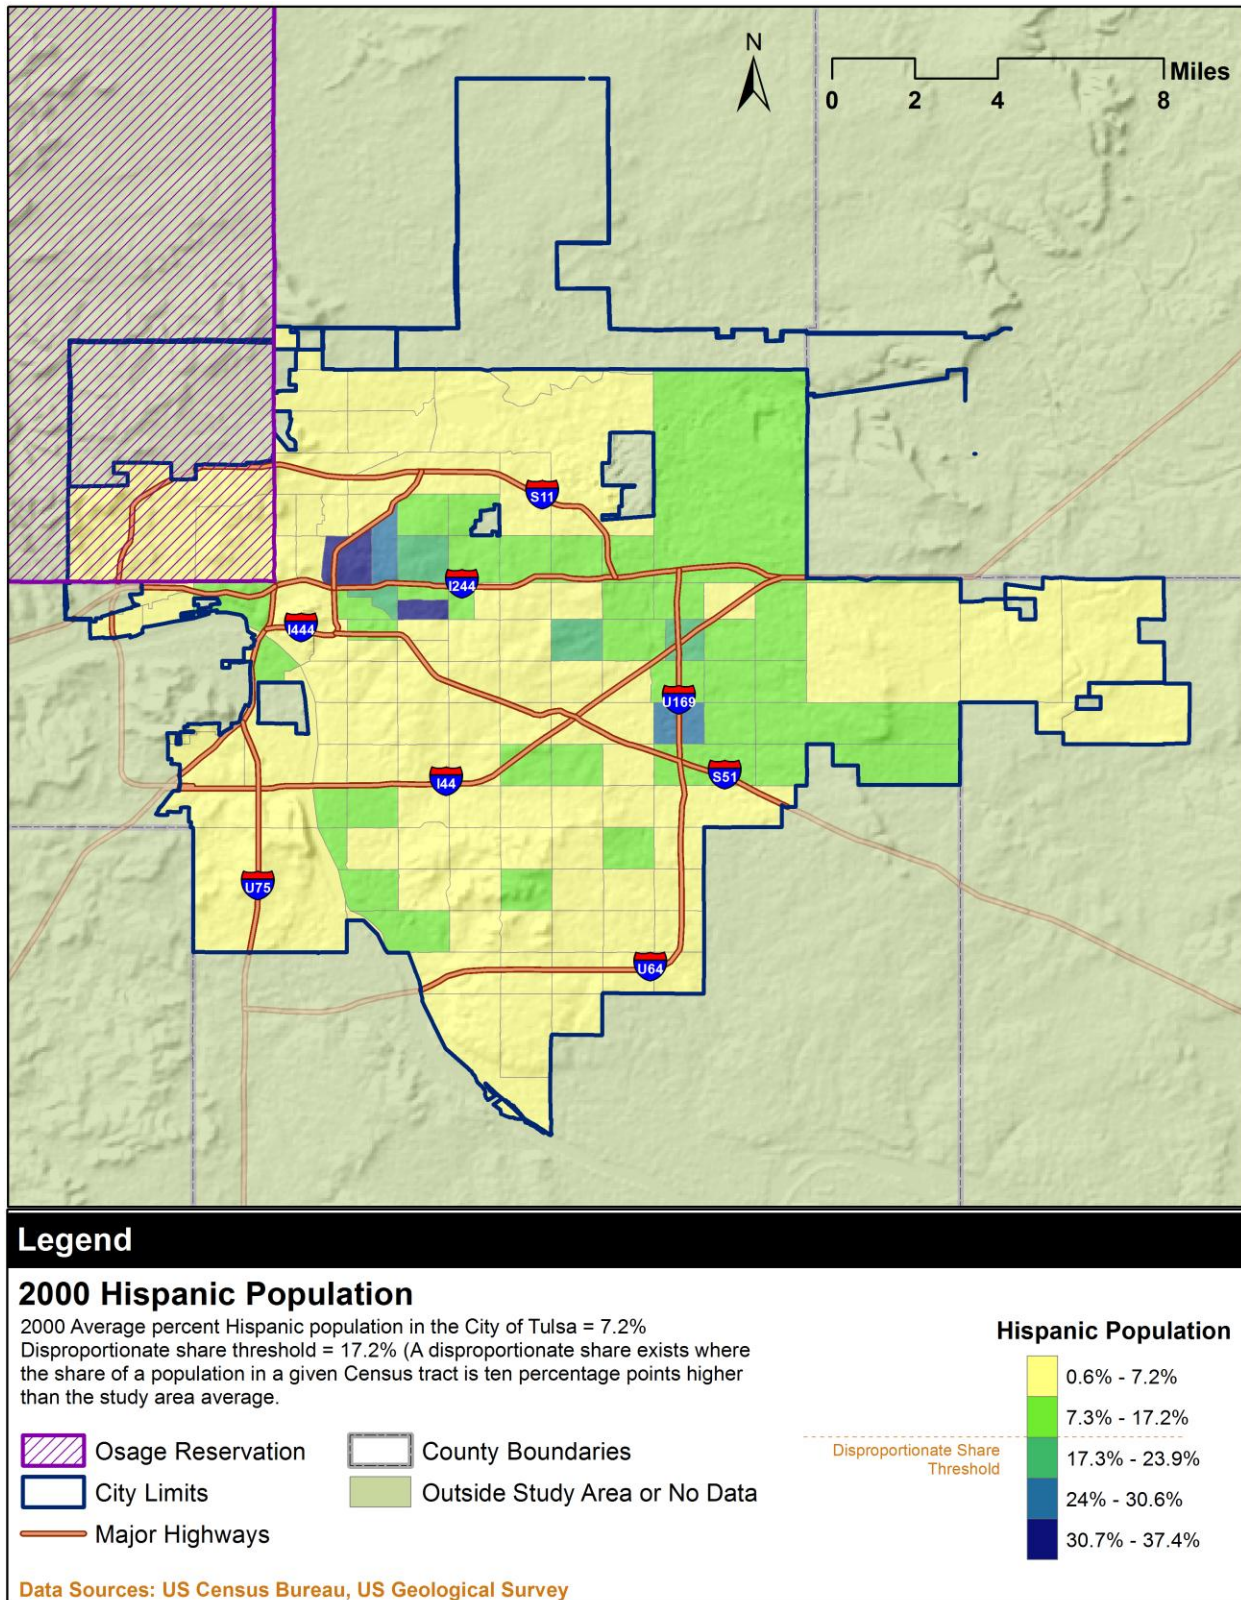 N
Miles
0 2 4 8
S11
I244
I444
U169
I44
S51
U75
U64
Legend
2000 Hispanic Population
2000 Average percent Hispanic population in the City of Tulsa = 7.2%
Disproportionate share threshold = 17.2% (A disproportionate share exists where
the share of a population in a given Census tract is ten percentage points higher
than the study area average.
Osage Reservation
City Limits
Major Highways
County Boundaries
Outside Study Area or No Data
Hispanic Population
0.6% - 7.2%
7.3% - 17.2%
Disproportionate Share
Threshold
17.3% - 23.9%
24% - 30.6%
30.7% - 37.4%
Data Sources: US Census Bureau, US Geological Survey